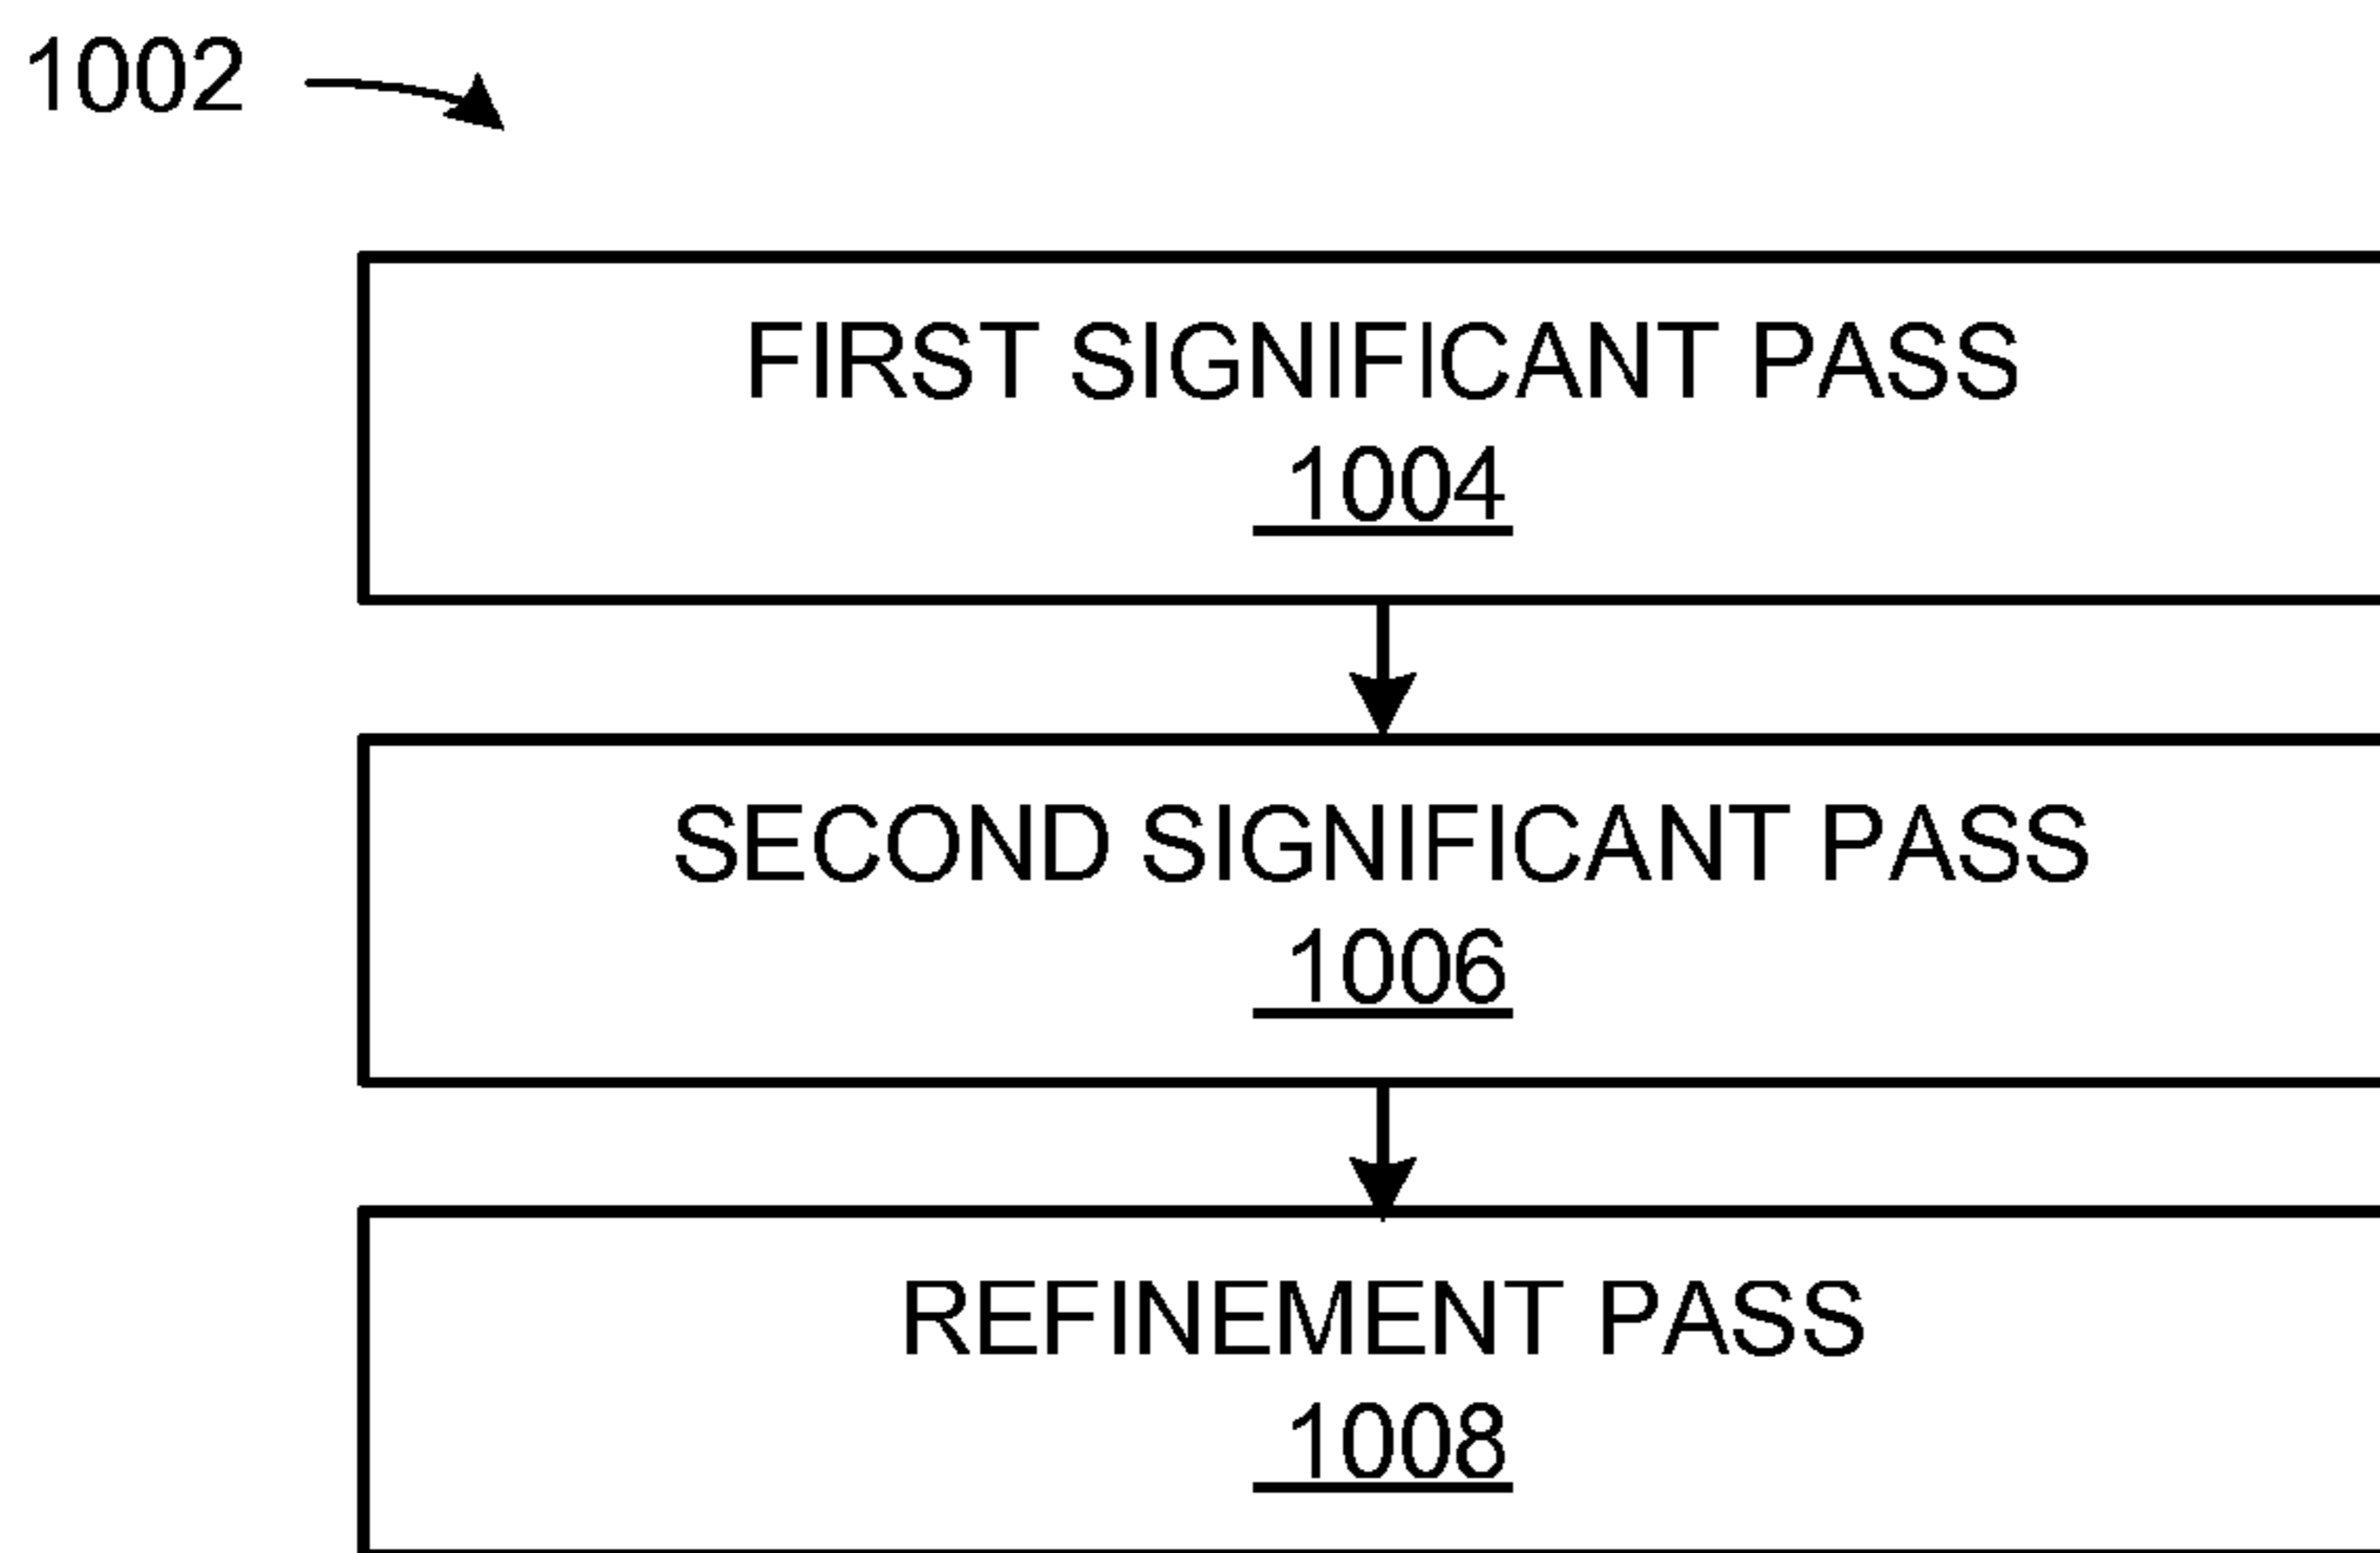 1002
FIRST SIGNIFICANT PASS
1004
SECOND SIGNIFICANT PASS
1006
REFINEMENT PASS
1008